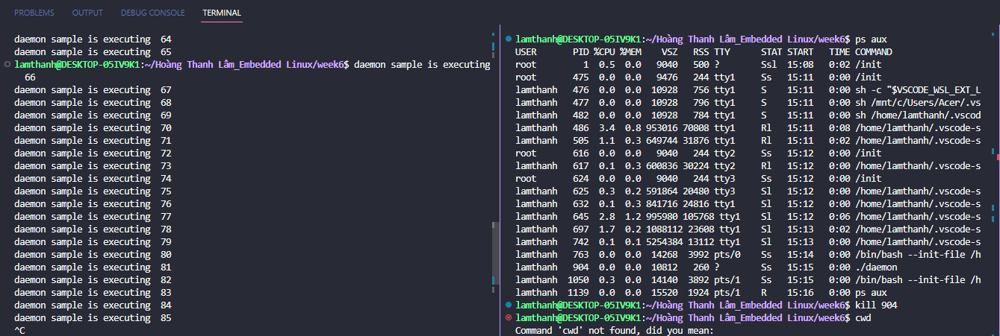 PROBLEMS OUTPUT DEBUG CONSOLE TERMINAL
daemon sample is executing  64
daemon sample is executing  65
lamthanh@DESKTOP-05IV9K1:~/Hoàng Thanh Lâm_Embedded Linux/week6$ daemon sample is executing
  66
daemon sample is executing  67
daemon sample is executing  68
daemon sample is executing  69
daemon sample is executing  70
daemon sample is executing  71
daemon sample is executing  72
daemon sample is executing  73
daemon sample is executing  74
daemon sample is executing  75
daemon sample is executing  76
daemon sample is executing  77
daemon sample is executing  78
daemon sample is executing  79
daemon sample is executing  80
daemon sample is executing  81
daemon sample is executing  82
daemon sample is executing  83
daemon sample is executing  84
daemon sample is executing  85
^C
lamthanh@DESKTOP-05IV9K1:~/Hoàng Thanh Lâm_Embedded Linux/week6$ ps aux
USER       PID %CPU %MEM    VSZ   RSS TTY      STAT START   TIME COMMAND
root         1  0.5  0.0   9040   500 ?        Ssl  15:08   0:02 /init
root       475  0.0  0.0   9476   244 tty1     Ss   15:11   0:00 /init
lamthanh   476  0.0  0.0  10928   756 tty1     S    15:11   0:00 sh -c "$VSCODE_WSL_EXT_L
lamthanh   477  0.0  0.0  10928   796 tty1     S    15:11   0:00 sh /mnt/c/Users/Acer/.vs
lamthanh   482  0.0  0.0  10928   784 tty1     S    15:11   0:00 sh /home/lamthanh/.vscod
lamthanh   486  3.4  0.8 953016 70808 tty1     Rl   15:11   0:08 /home/lamthanh/.vscode-s
lamthanh   505  1.1  0.3 649744 31876 tty1     Rl   15:11   0:02 /home/lamthanh/.vscode-s
root       616  0.0  0.0   9040   244 tty2     Ss   15:12   0:00 /init
lamthanh   617  0.1  0.3 600836 30224 tty2     Rl   15:12   0:00 /home/lamthanh/.vscode-s
root       624  0.0  0.0   9040   244 tty3     Ss   15:12   0:00 /init
lamthanh   625  0.3  0.2 591864 20480 tty3     Sl   15:12   0:00 /home/lamthanh/.vscode-s
lamthanh   632  0.1  0.3 841716 24816 tty1     Sl   15:12   0:00 /home/lamthanh/.vscode-s
lamthanh   645  2.8  1.2 995980 105768 tty1    Sl   15:12   0:06 /home/lamthanh/.vscode-s
lamthanh   697  1.7  0.2 1088112 23608 tty1    Sl   15:13   0:02 /home/lamthanh/.vscode-s
lamthanh   742  0.1  0.1 5254384 13112 tty1    Sl   15:13   0:00 /home/lamthanh/.vscode-s
lamthanh   763  0.0  0.0  14268  3992 pts/0    Ss   15:14   0:00 /bin/bash --init-file /h
lamthanh   904  0.0  0.0  10812   260 ?        Ss   15:15   0:00 ./daemon
lamthanh  1050  0.3  0.0  14140  3892 pts/1    Ss   15:15   0:00 /bin/bash --init-file /h
lamthanh  1139  0.0  0.0  15520  1924 pts/1    R    15:16   0:00 ps aux
lamthanh@DESKTOP-05IV9K1:~/Hoàng Thanh Lâm_Embedded Linux/week6$ kill 904
lamthanh@DESKTOP-05IV9K1:~/Hoàng Thanh Lâm_Embedded Linux/week6$ cwd
Command 'cwd' not found, did you mean: